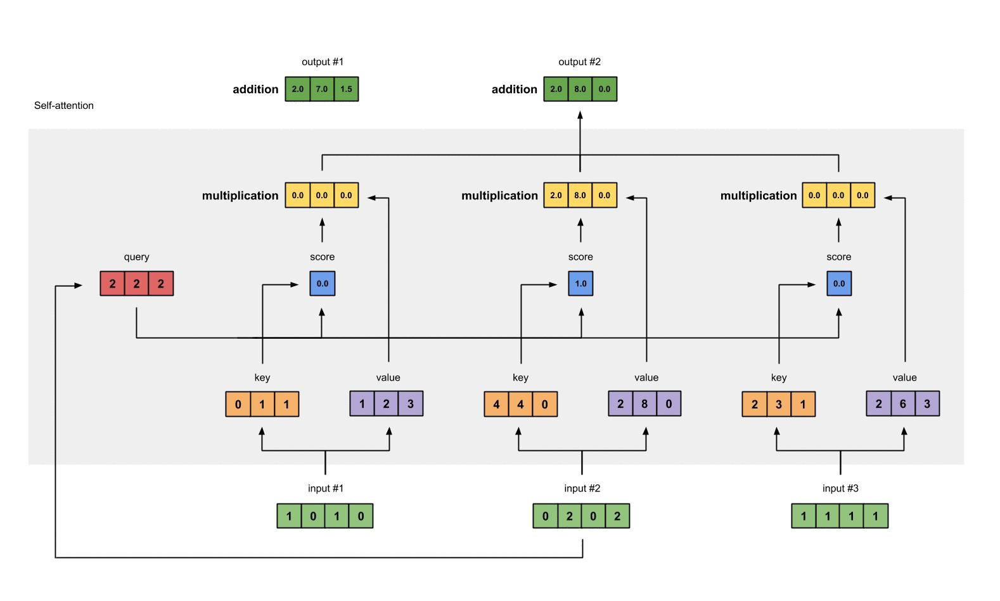 output #1 output #2
addition 2.0 7.0 1.5 addition 2.0 8.0 0.0
Self-attention
multiplication 0.0 0.0 0.0 multiplication 2.0 8.0 0.0 multiplication 0.0 0.0 0.0
query score score score
2 2 2 0.0 1.0 0.0
key value key value key value
0 1 1 1 2 3 4 4 0 2 8 0 2 3 1 2 6 3
input #1 input #2 input #3
1 0 1 0 0 2 0 2 1 1 1 1